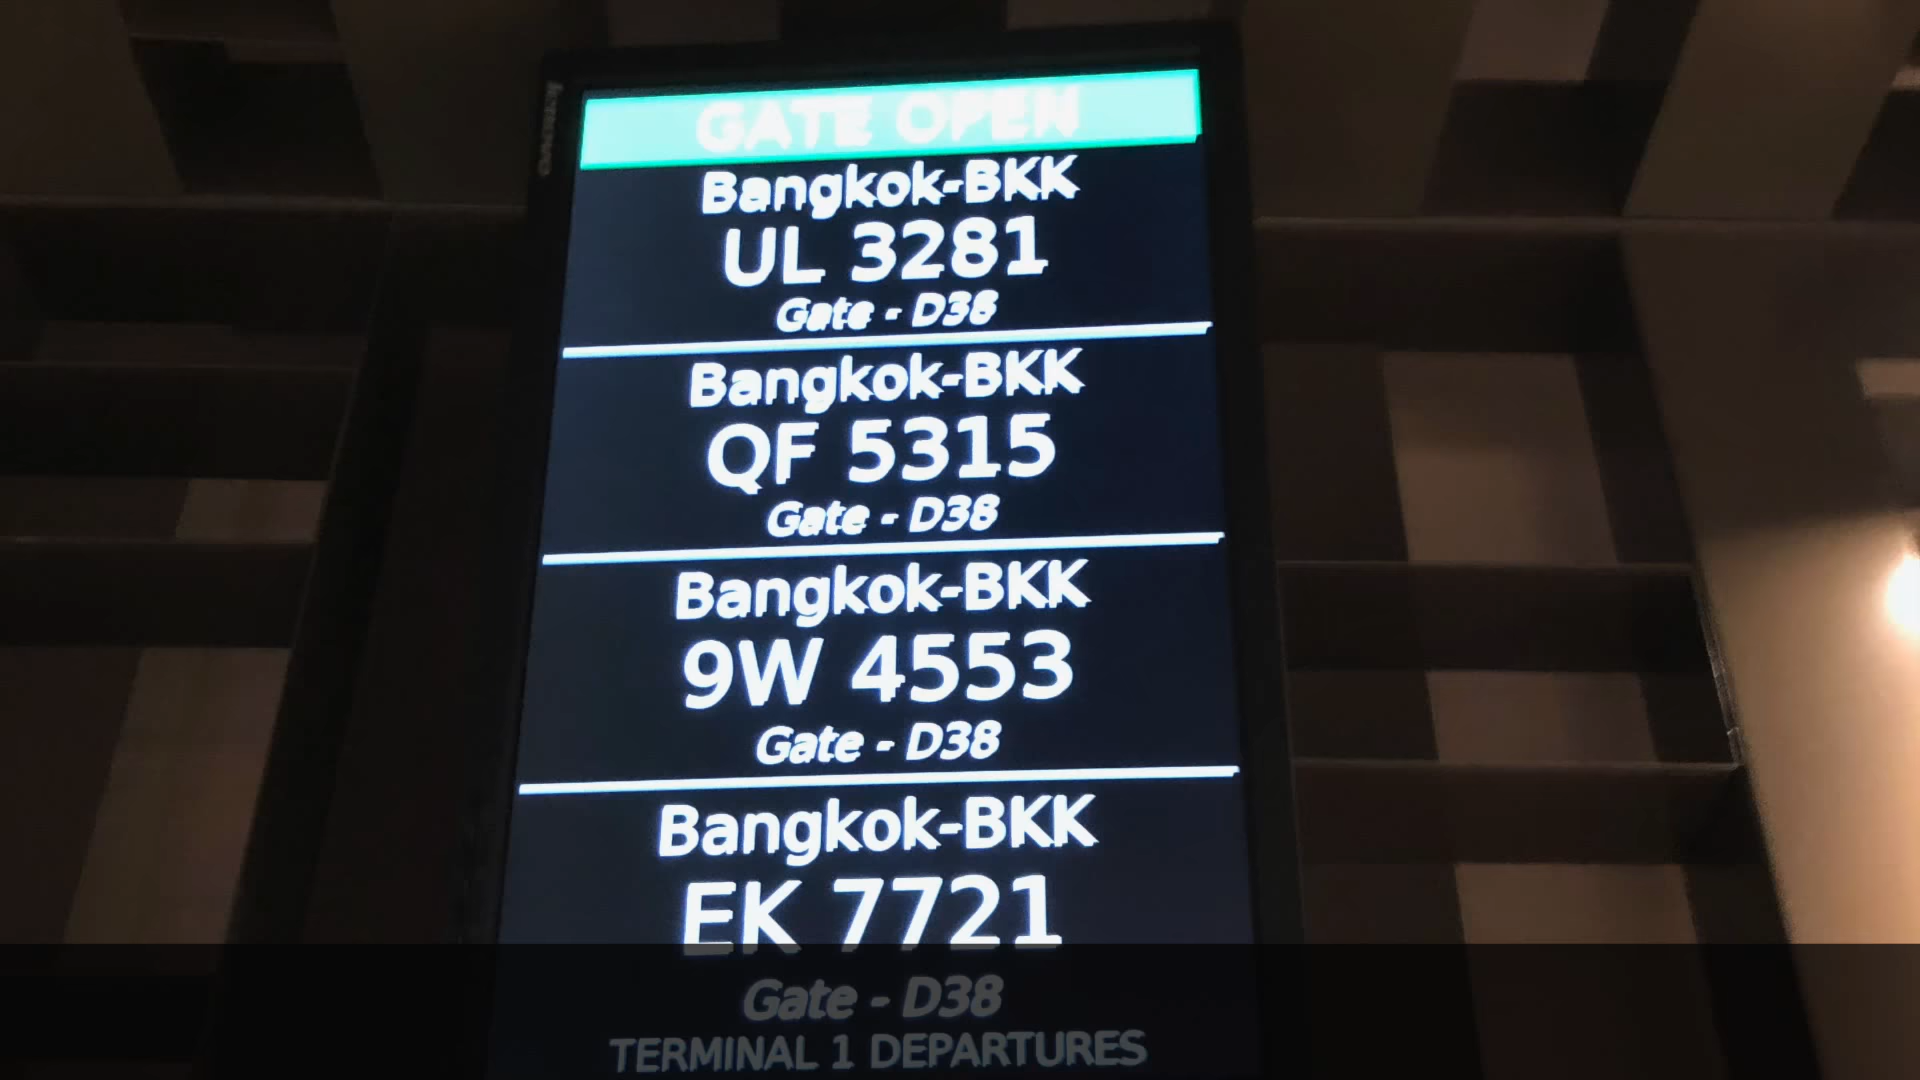 GATE OPEN
Bangkok-BKK
UL 3281
Gate - D38
Bangkok-BKK
QF 5315
Gate - D38
Bangkok-BKK
9W 4553
Gate - D38
Bangkok-BKK
EK 7721
Gate - D38
TERMINAL 1 DEPARTURES
lenovo